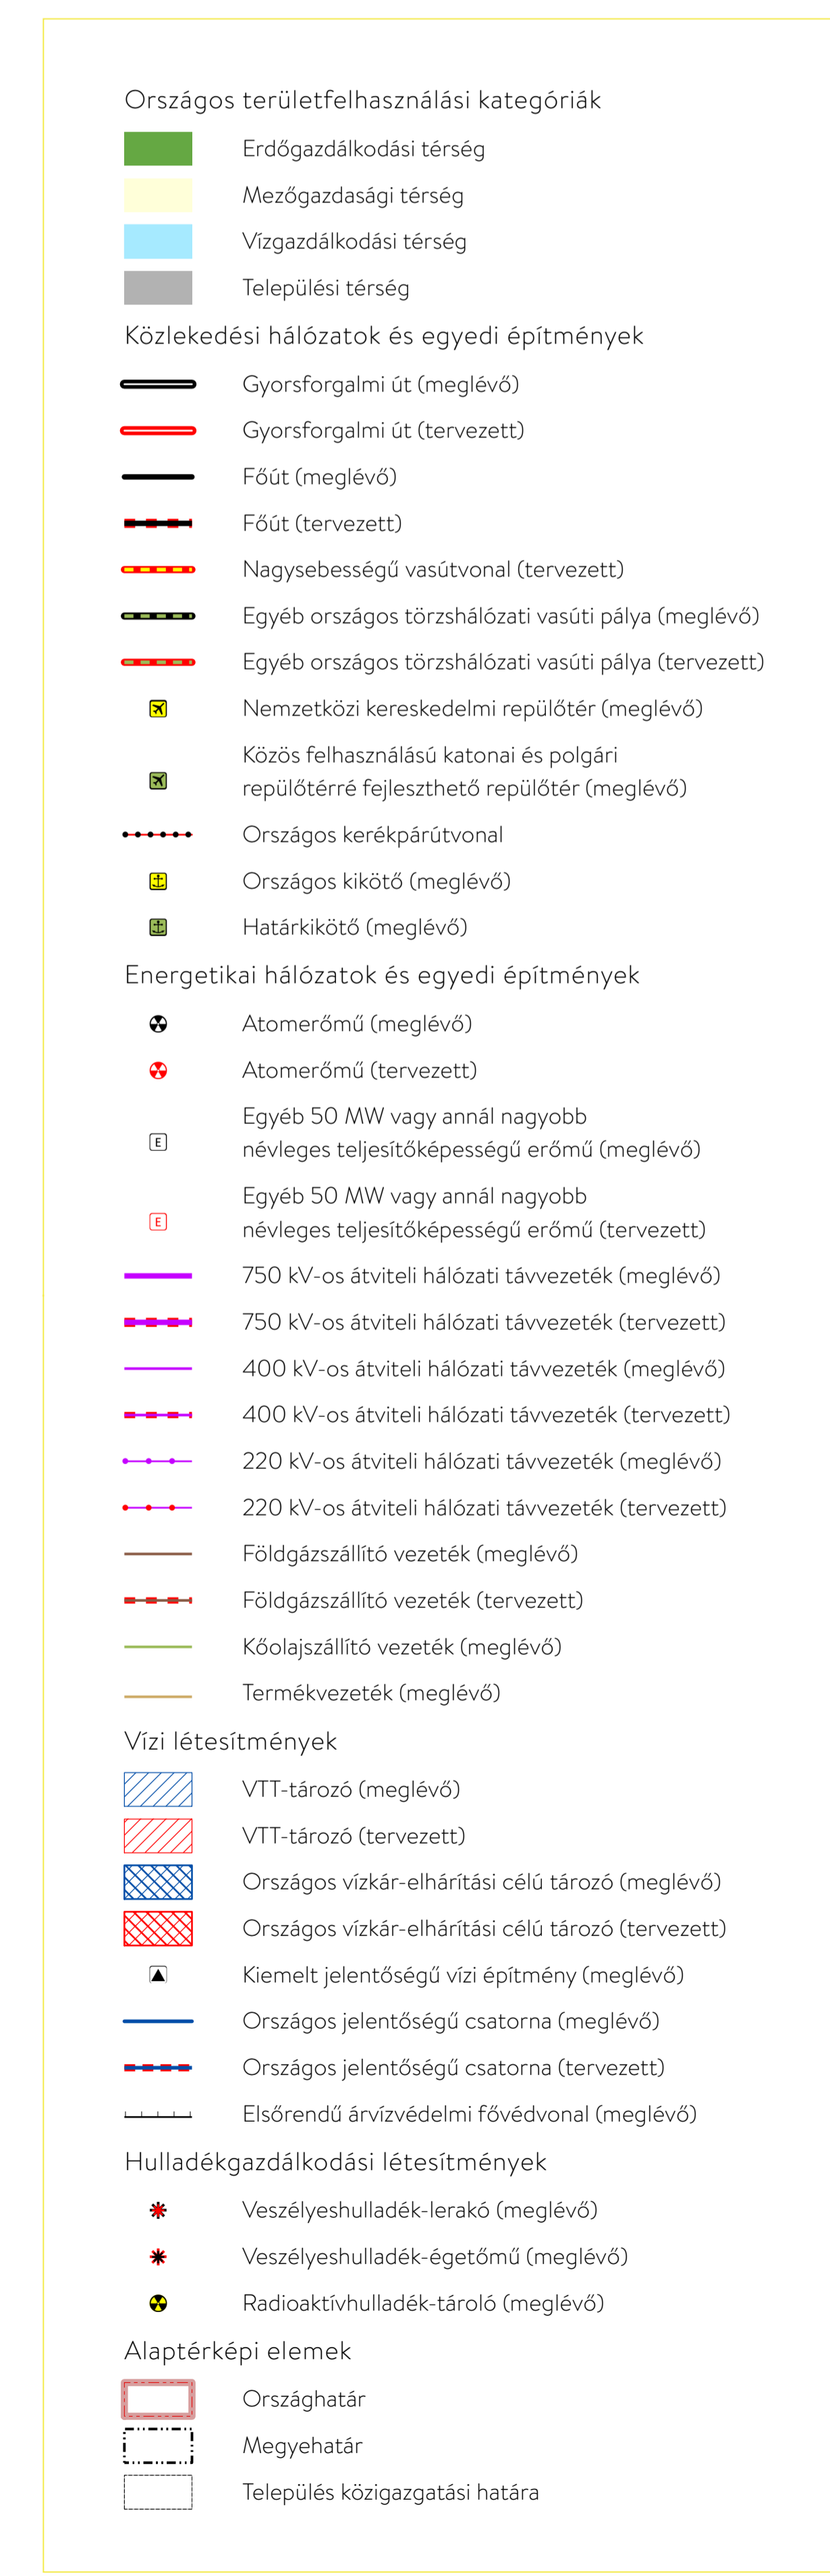 Országos területfelhasználási kategóriák
Erdőgazdálkodási térség
Mezőgazdasági térség
Vízgazdálkodási térség
Települési térség
Közlekedési hálózatok és egyedi építmények
Gyorsforgalmi út (meglévő)
Gyorsforgalmi út (tervezett)
Főút (meglévő)
Főút (tervezett)
Nagysebességű vasútvonal (tervezett)
Egyéb országos törzshálózati vasúti pálya (meglévő)
Egyéb országos törzshálózati vasúti pálya (tervezett)
Nemzetközi kereskedelmi repülőtér (meglévő)
Közös felhasználású katonai és polgári
repülőtérré fejleszthető repülőtér (meglévő)
Országos kerékpárútvonal
Országos kikötő (meglévő)
Határkikötő (meglévő)
Energetikai hálózatok és egyedi építmények
Atomerőmű (meglévő)
Atomerőmű (tervezett)
Egyéb 50 MW vagy annál nagyobb
E névleges teljesítőképességű erőmű (meglévő)
Egyéb 50 MW vagy annál nagyobb
E névleges teljesítőképességű erőmű (tervezett)
750 kV-os átviteli hálózati távvezeték (meglévő)
750 kV-os átviteli hálózati távvezeték (tervezett)
400 kV-os átviteli hálózati távvezeték (meglévő)
400 kV-os átviteli hálózati távvezeték (tervezett)
220 kV-os átviteli hálózati távvezeték (meglévő)
220 kV-os átviteli hálózati távvezeték (tervezett)
Földgázszállító vezeték (meglévő)
Földgázszállító vezeték (tervezett)
Kőolajszállító vezeték (meglévő)
Termékvezeték (meglévő)
Vízi létesítmények
VTT-tározó (meglévő)
VTT-tározó (tervezett)
Országos vízkár-elhárítási célú tározó (meglévő)
Országos vízkár-elhárítási célú tározó (tervezett)
Kiemelt jelentőségű vízi építmény (meglévő)
Országos jelentőségű csatorna (meglévő)
Országos jelentőségű csatorna (tervezett)
Elsőrendű árvízvédelmi fővédvonal (meglévő)
Hulladékgazdálkodási létesítmények
Veszélyeshulladék-lerakó (meglévő)
Veszélyeshulladék-égetőmű (meglévő)
Radioaktívhulladék-tároló (meglévő)
Alaptérképi elemek
Országhatár
Megyehatár
Település közigazgatási határa